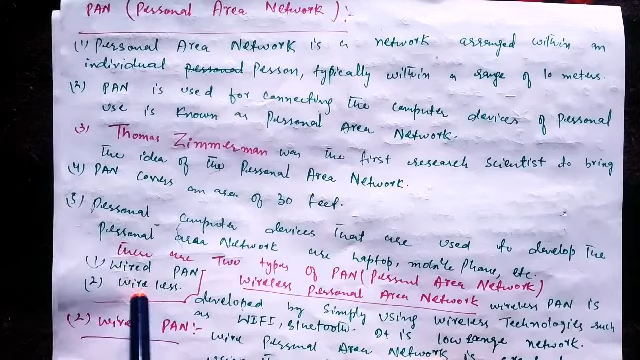 PAN (Personal Area Network):-
(1) Personal Area Network is a network arranged within an
individual personal Person, typically within a range of 10 meters.
(2) PAN is used for connecting the computer devices of personal
use is known as Personal Area Network.
(3) Thomas Zimmerman was the first research scientist to bring
the idea of the Personal Area Network.
(4) PAN covers an area of 30 feet.
(5) Personal computer devices that are used to develop the
personal area Network are laptop, mobile Phone, etc.
There are Two types of PAN (Personal Area Network)
(1) Wired PAN
(2) wireless.
Wireless Personal Area Network wireless PAN is
developed by simply using wireless Technologies such
as WIFI, Bluetooth. It is low range network.
(2) Wire PAN:-
wire Personal Area Network is